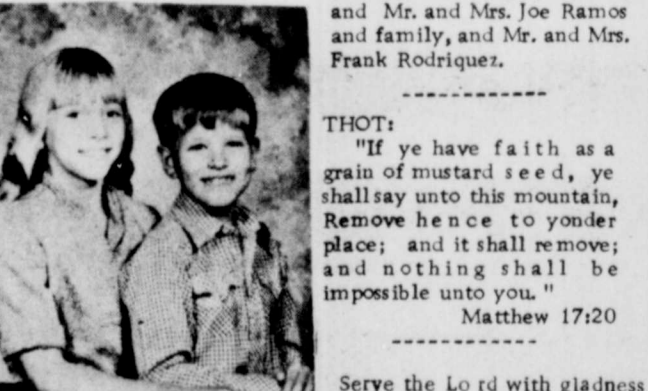 and Mr. and Mrs. Joe Ramos
and family, and Mr. and Mrs.
Frank Rodriquez.
THOT:
"If ye have faith as a
grain of mustard seed, ye
shall say unto this mountain,
Remove hence to yonder
place; and it shall remove;
and nothing shall be
impossible unto you."
Matthew 17:20
Serve the Lo rd with gladness